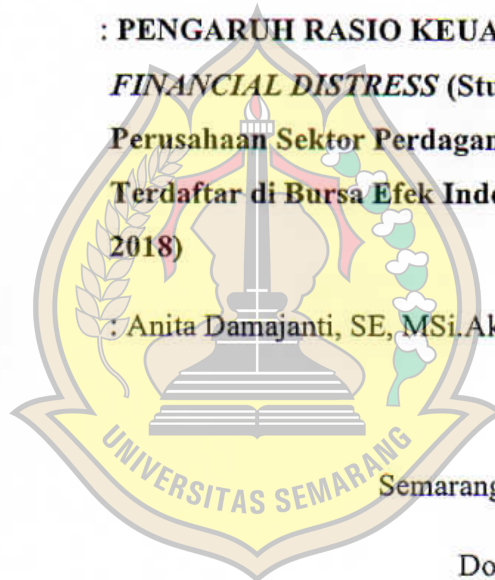 : PENGARUH RASIO KEUA
FINANCIAL DISTRESS (Stu
Perusahaan Sektor Perdagan
Terdaftar di Bursa Efek Indo
2018)
: Anita Damajanti, SE, MSi.Ak
UNIVERSITAS SEMARANG
Semarang
Do